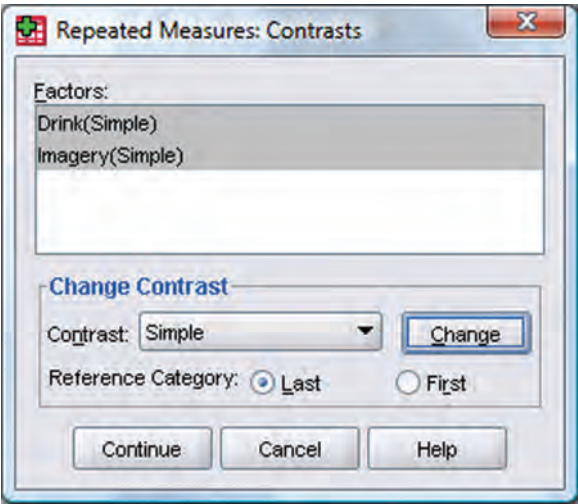 Repeated Measures: Contrasts
Factors:
Drink(Simple)
Imagery(Simple)
Change Contrast
Contrast: Simple Change
Reference Category: Last First
Continue Cancel Help